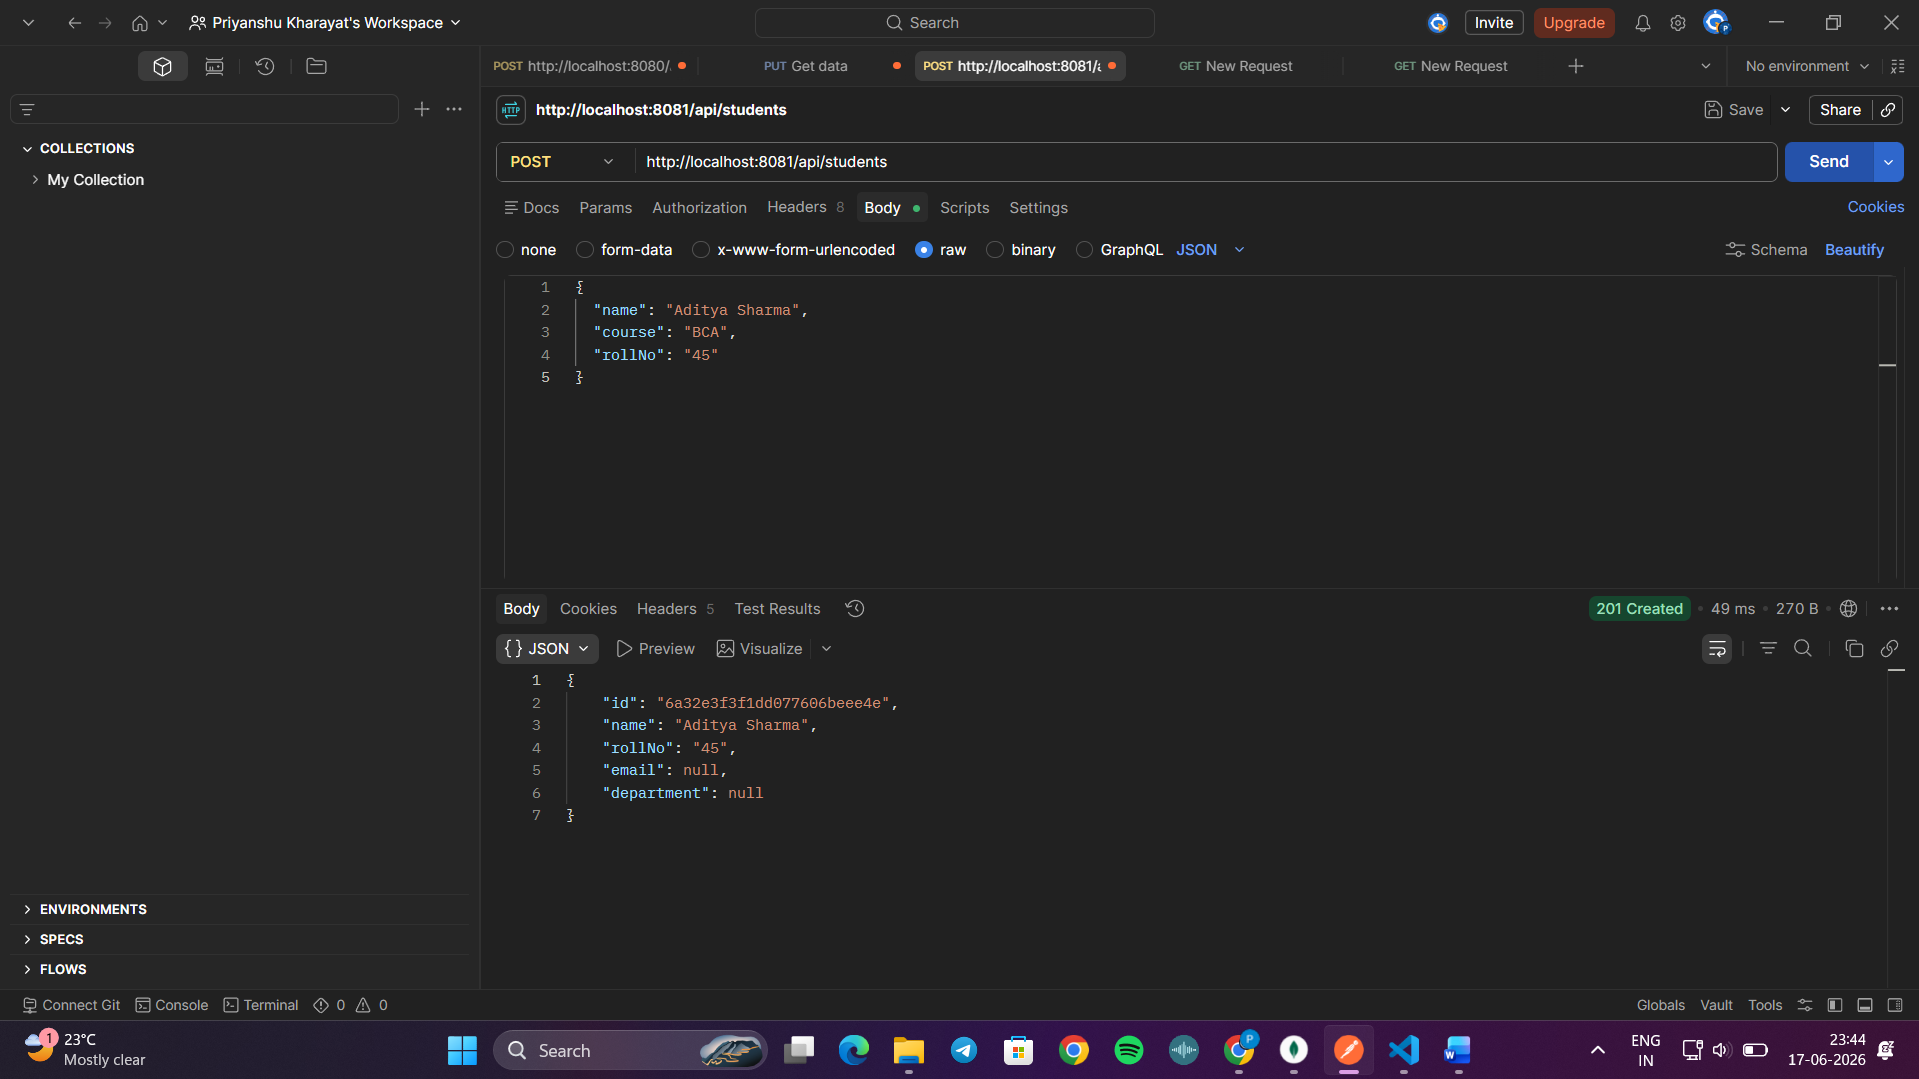 Priyanshu Kharayat's Workspace
Search
Invite
Upgrade
POST http://localhost:8080/
PUT Get data
POST http://localhost:8081/a
GET New Request
GET New Request
No environment
HTTP http://localhost:8081/api/students
Save
Share
COLLECTIONS
My Collection
POST http://localhost:8081/api/students
Send
Docs Params Authorization Headers 8 Body Scripts Settings
Cookies
none form-data x-www-form-urlencoded raw binary GraphQL JSON
Schema Beautify
1 {
2 "name": "Aditya Sharma",
3 "course": "BCA",
4 "rollNo": "45"
5 }
Body Cookies Headers 5 Test Results
201 Created • 49 ms • 270 B
{} JSON Preview Visualize
1 {
2 "id": "6a32e3f3f1dd077606beee4e",
3 "name": "Aditya Sharma",
4 "rollNo": "45",
5 "email": null,
6 "department": null
7 }
ENVIRONMENTS
SPECS
FLOWS
Connect Git Console Terminal 0 0
Globals Vault Tools
1
23°C
Mostly clear
Search
P
W
ENG
IN
23:44
17-06-2026